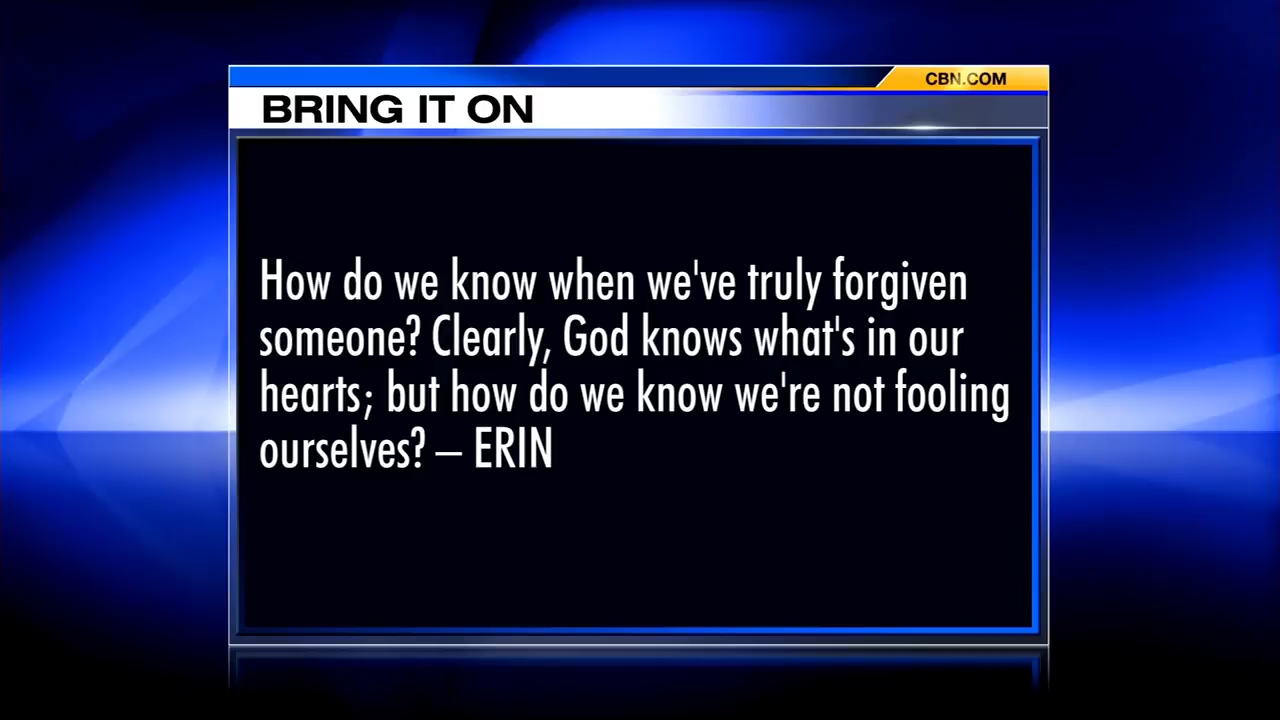 CBN.COM
BRING IT ON
How do we know when we've truly forgiven
someone? Clearly, God knows what's in our
hearts; but how do we know we're not fooling
ourselves? – ERIN